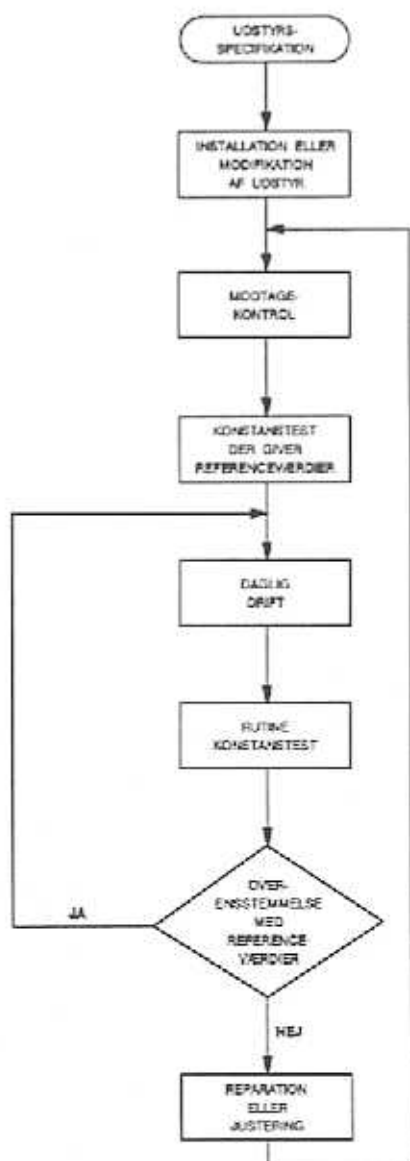 UDSTYRS-
SPECIFIKATION
INSTALLATION ELLER
MODIFIKATION
AF UDSTYR
MODTAGE-
KONTROL
KONSTANSTEST
DER GIVER
REFERENCEVÆRDIER
DAGLIG
DRIFT
RUTINE
KONSTANSTEST
OVER-
ENSSTEMMELSE
MED
REFERENCE
VÆRDIER
JA
NEJ
REPARATION
ELLER
JUSTERING